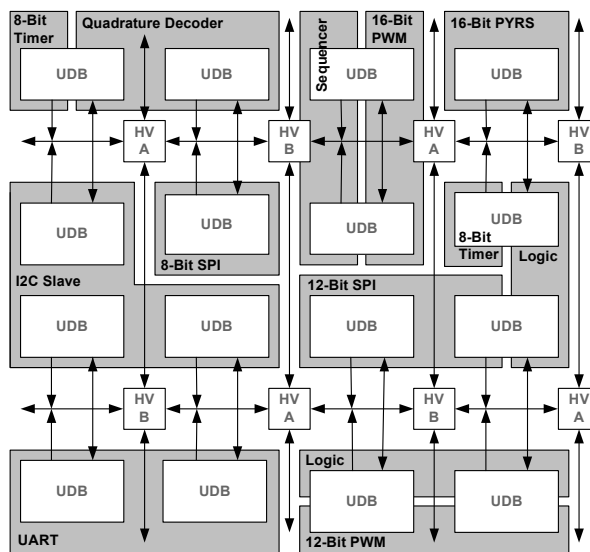 8-Bit Timer
Quadrature Decoder
Sequencer
16-Bit PWM
16-Bit PYRS
UDB
UDB
UDB
UDB
HV A
HV B
HV A
HV B
UDB
UDB
UDB
UDB
8-Bit SPI
8-Bit Timer
Logic
I2C Slave
12-Bit SPI
UDB
UDB
UDB
UDB
HV B
HV A
HV B
HV A
Logic
UDB
UDB
UDB
UDB
UART
12-Bit PWM